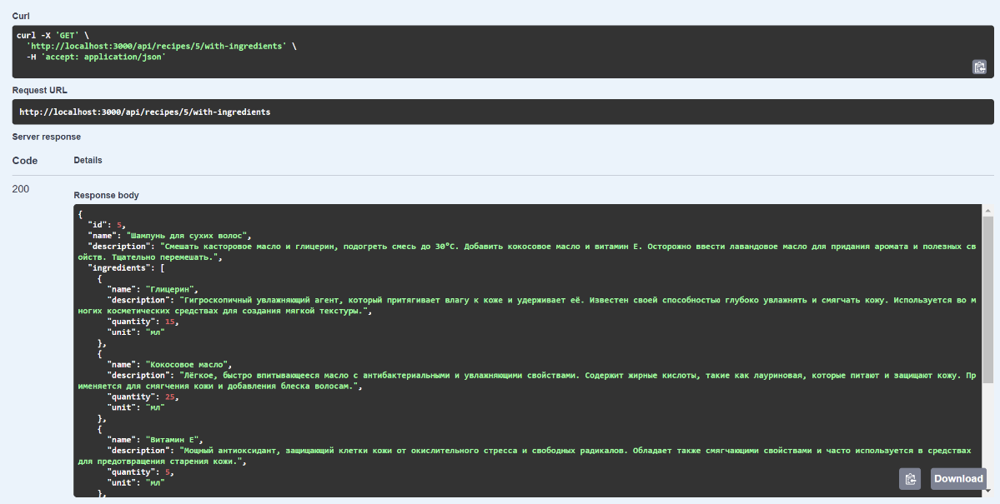 Curl
curl -X 'GET' \
  'http://localhost:3000/api/recipes/5/with-ingredients' \
  -H 'accept: application/json'
Request URL
http://localhost:3000/api/recipes/5/with-ingredients
Server response
Code Details
200
Response body
{
  "id": 5,
  "name": "Шампунь для сухих волос",
  "description": "Смешать касторовое масло и глицерин, подогреть смесь до 30°C. Добавить кокосовое масло и витамин Е. Осторожно ввести лавандовое масло для придания аромата и полезных св
ойств. Тщательно перемешать.",
  "ingredients": [
    {
      "name": "Глицерин",
      "description": "Гигроскопичный увлажняющий агент, который притягивает влагу к коже и удерживает её. Известен своей способностью глубоко увлажнять и смягчать кожу. Используется во м
ногих косметических средствах для создания мягкой текстуры.",
      "quantity": 15,
      "unit": "мл"
    },
    {
      "name": "Кокосовое масло",
      "description": "Лёгкое, быстро впитывающееся масло с антибактериальными и увлажняющими свойствами. Содержит жирные кислоты, такие как лауриновая, которые питают и защищают кожу. Пр
именяется для смягчения кожи и добавления блеска волосам.",
      "quantity": 25,
      "unit": "мл"
    },
    {
      "name": "Витамин Е",
      "description": "Мощный антиоксидант, защищающий клетки кожи от окислительного стресса и свободных радикалов. Обладает также смягчающими свойствами и часто используется в средствах
для предотвращения старения кожи.",
      "quantity": 5,
      "unit": "мл"
    },
Download